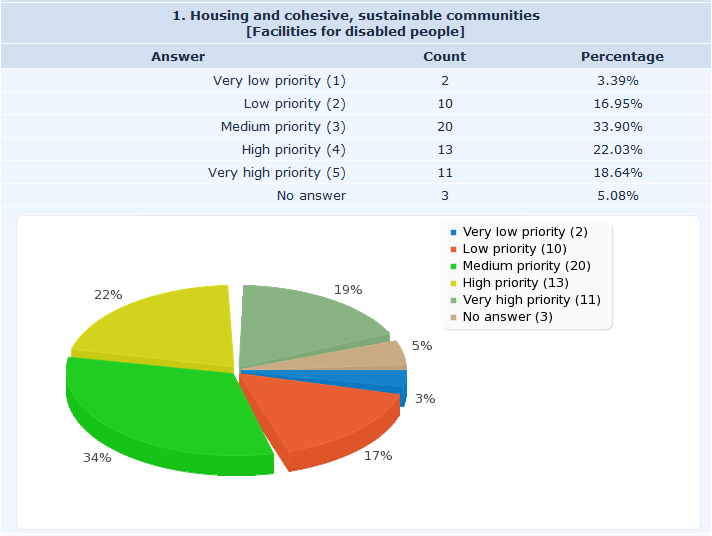 1. Housing and cohesive, sustainable communities
[Facilities for disabled people]
Answer Count Percentage
Very low priority (1) 2 3.39%
Low priority (2) 10 16.95%
Medium priority (3) 20 33.90%
High priority (4) 13 22.03%
Very high priority (5) 11 18.64%
No answer 3 5.08%
Very low priority (2)
Low priority (10)
Medium priority (20)
High priority (13)
Very high priority (11)
No answer (3)
19%
22%
5%
3%
17%
34%